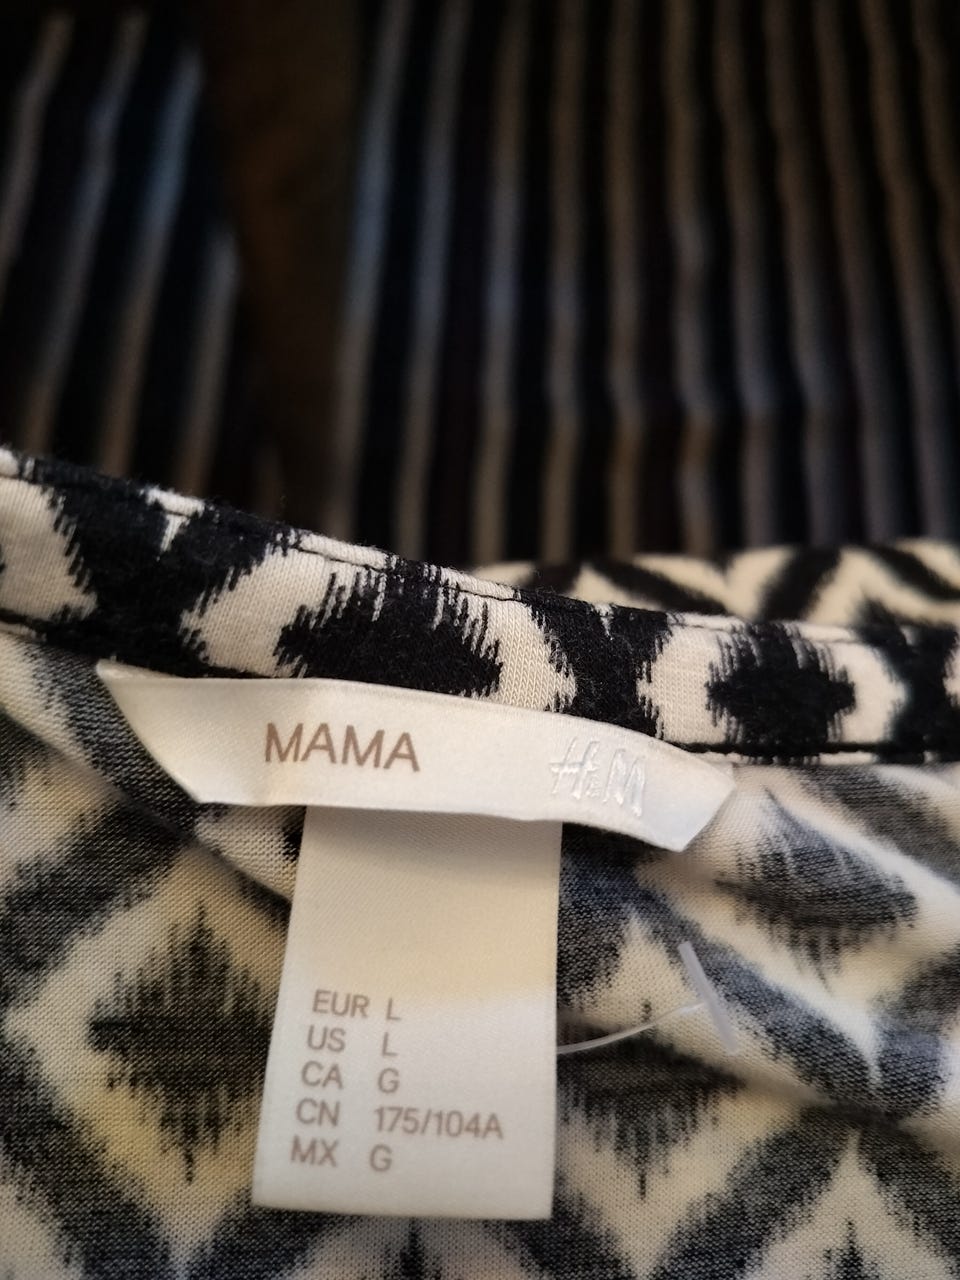 MAMA H&M
EUR L
US L
CA G
CN 175/104A
MX G